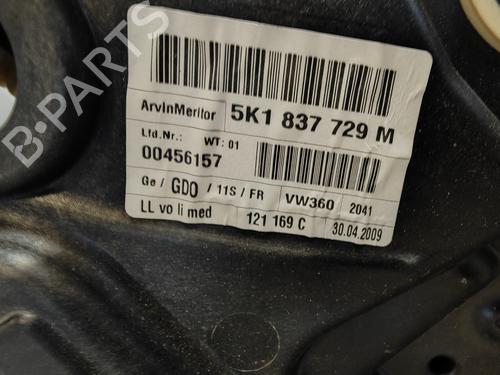 B-PARTS
ArvinMeritor 5K1 837 729 M
Lfd.Nr.: WT: 01
00456157
Ge / GDO / 11S / FR VW360 2041
LL vo li med 121 169 C 30.04.2009